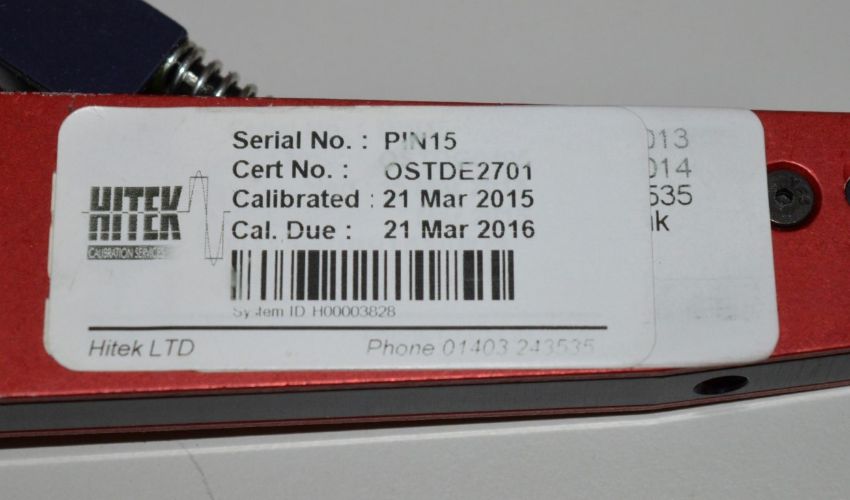 Serial No. : PIN15
Cert No. : OSTDE2701
Calibrated : 21 Mar 2015
Cal. Due : 21 Mar 2016
HITEK
CALIBRATION SERVICES
System ID H00003828
Hitek LTD Phone 01403 243535
013
014
535